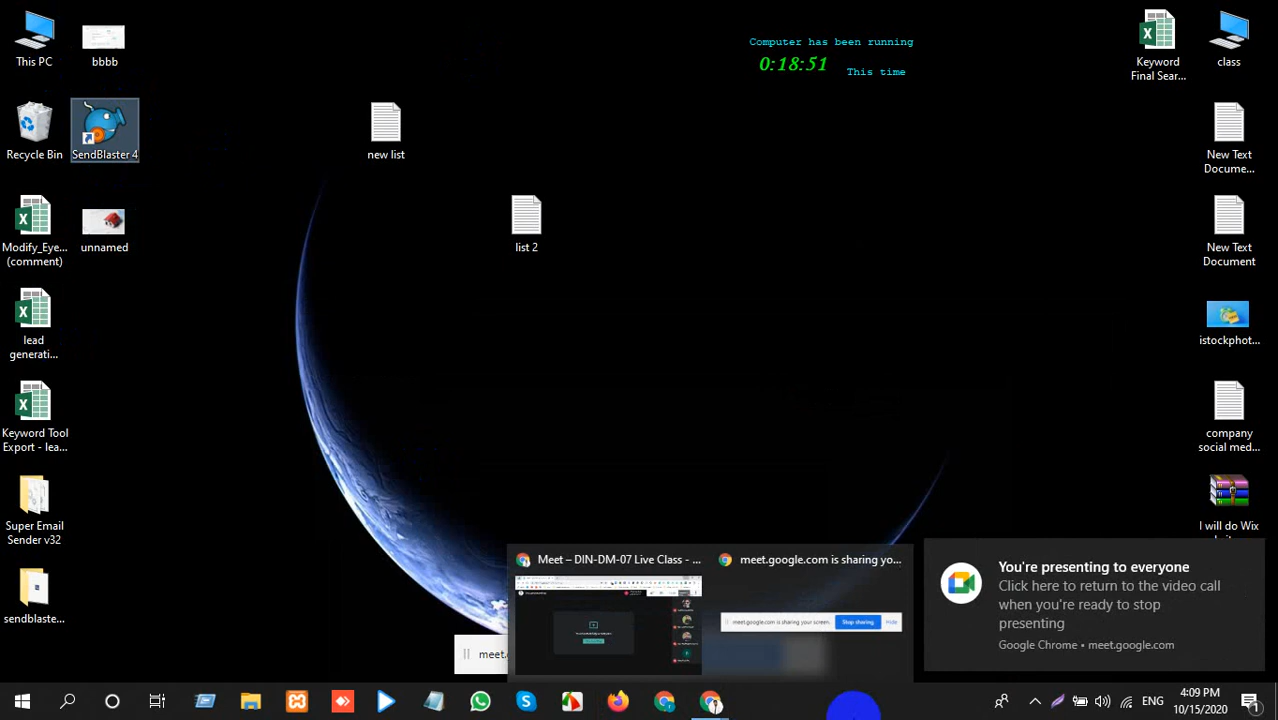 This PC
bbbb
Computer has been running
0:18:51
This time
Keyword
Final Sear...
class
Recycle Bin
SendBlaster 4
new list
New Text
Docume...
Modify_Eye...
(comment)
unnamed
list 2
New Text
Document
lead
generati...
istockphot...
Keyword Tool
Export - lea...
company
social med...
Super Email
Sender v32
I will do Wix
sendblaste...
Meet – DIN-DM-07 Live Class - ...
meet.google.com is sharing yo...
meet.google.com is sharing your screen.
Stop sharing
Hide
meet.
You're presenting to everyone
Click here to return to the video call
when you're ready to stop
presenting
Google Chrome • meet.google.com
ENG
4:09 PM
10/15/2020
1